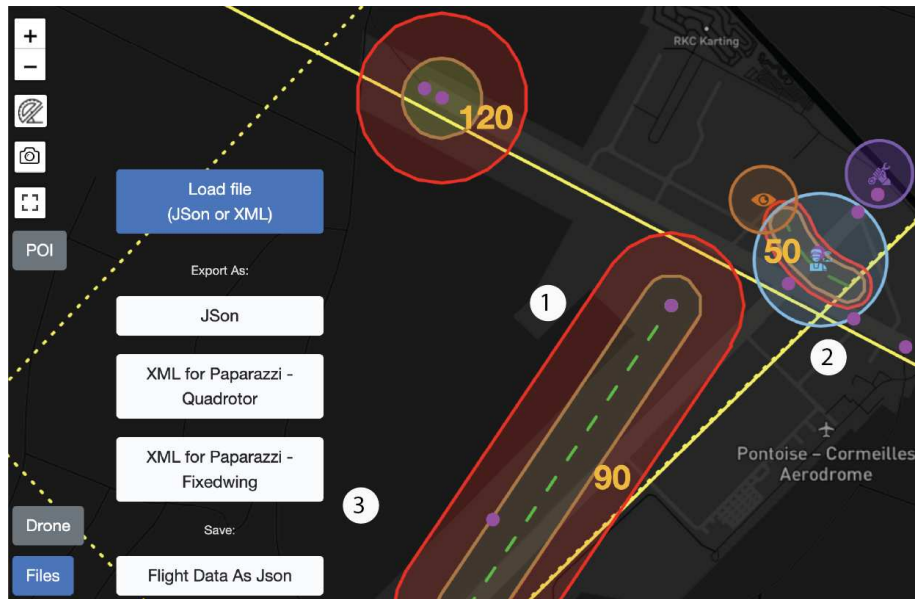 +
−
RKC Karting
120
Load file
(JSon or XML)
POI
50
Export As:
1
JSon
2
XML for Paparazzi -
Quadrotor
Pontoise – Cormeilles
Aerodrome
XML for Paparazzi -
Fixedwing
90
3
Drone
Save:
Files
Flight Data As Json